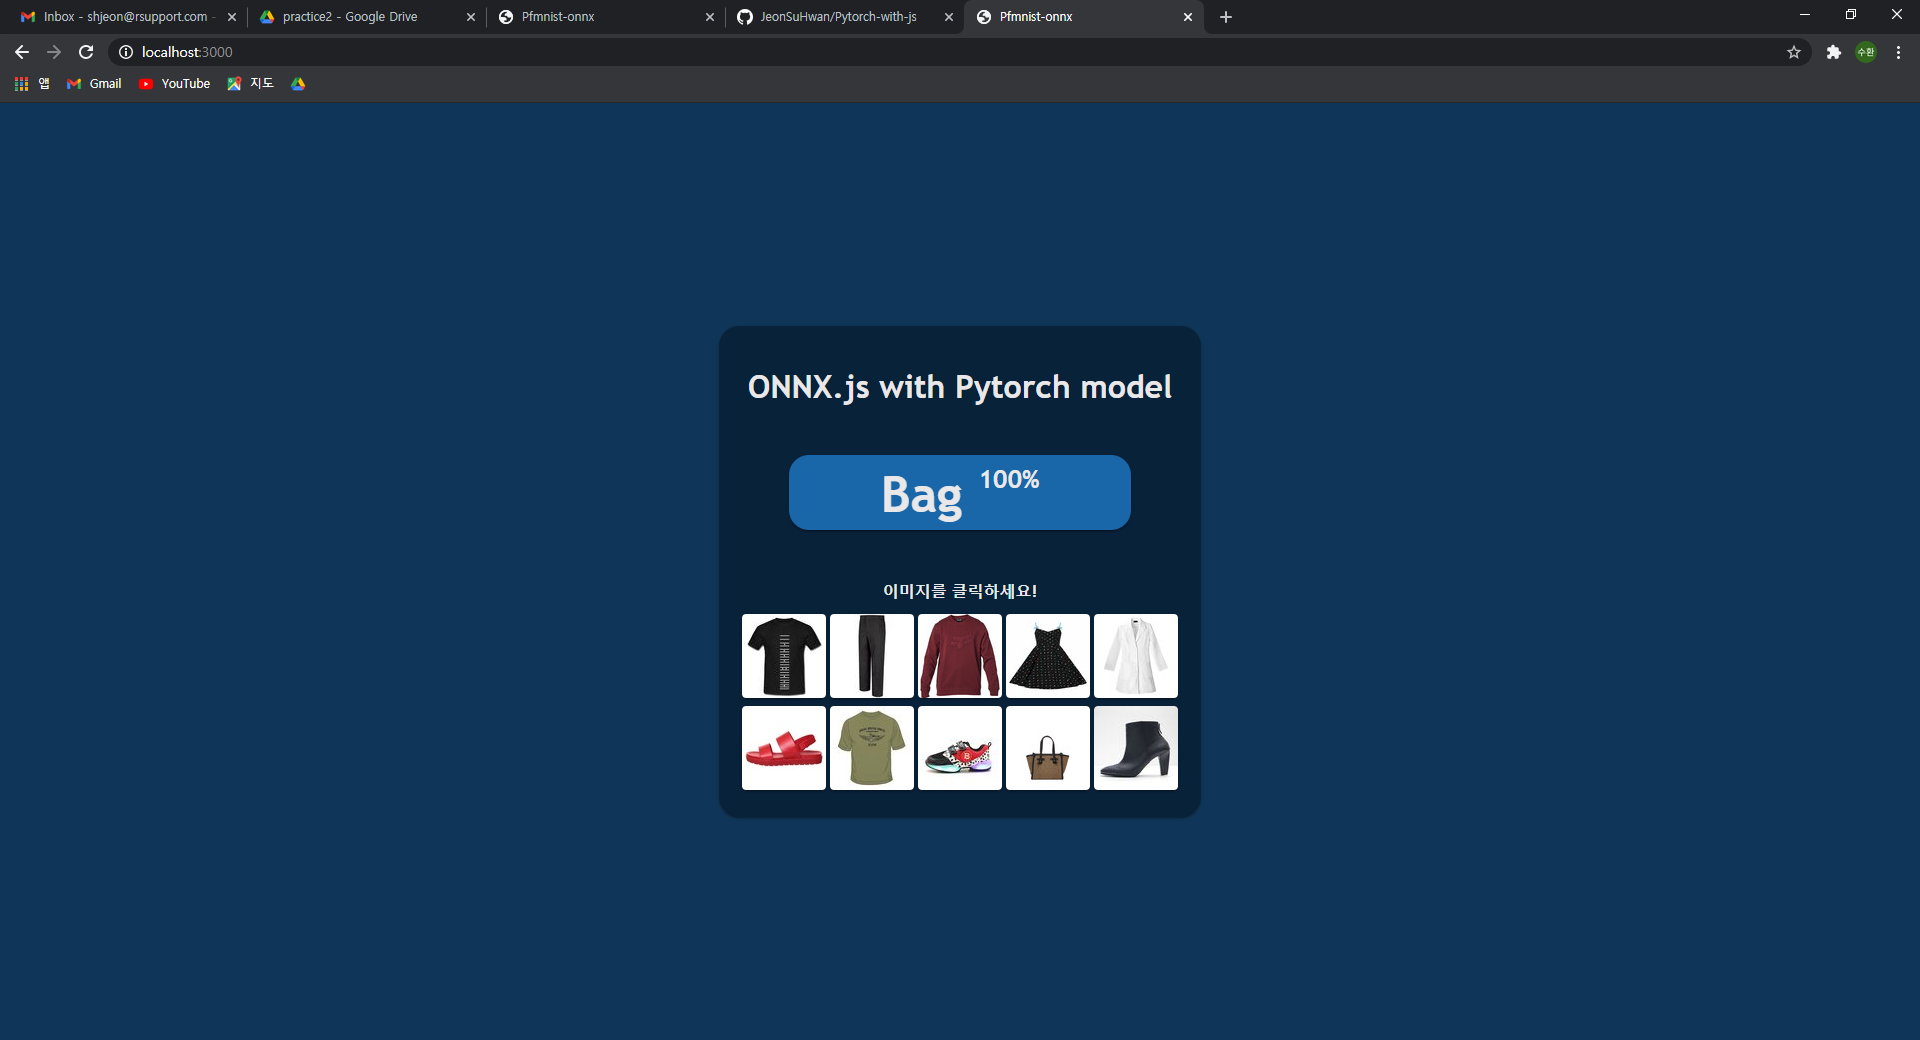 Inbox - shjeon@rsupport.com -
practice2 - Google Drive
Pfmnist-onnx
JeonSuHwan/Pytorch-with-js
Pfmnist-onnx
localhost:3000
수환
앱
Gmail
YouTube
지도
ONNX.js with Pytorch model
Bag 100%
이미지를 클릭하세요!